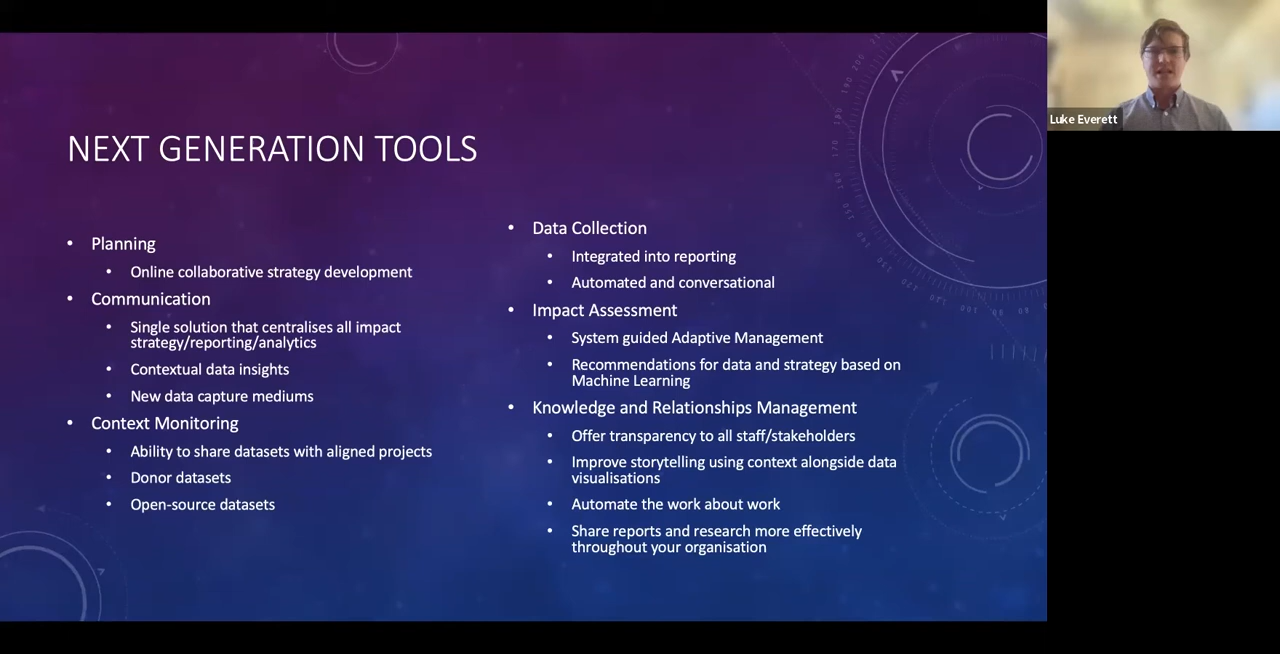 NEXT GENERATION TOOLS
• Planning
• Online collaborative strategy development
• Communication
• Single solution that centralises all impact
strategy/reporting/analytics
• Contextual data insights
• New data capture mediums
• Context Monitoring
• Ability to share datasets with aligned projects
• Donor datasets
• Open-source datasets
• Data Collection
• Integrated into reporting
• Automated and conversational
• Impact Assessment
• System guided Adaptive Management
• Recommendations for data and strategy based on
Machine Learning
• Knowledge and Relationships Management
• Offer transparency to all staff/stakeholders
• Improve storytelling using context alongside data
visualisations
• Automate the work about work
• Share reports and research more effectively
throughout your organisation
Luke Everett